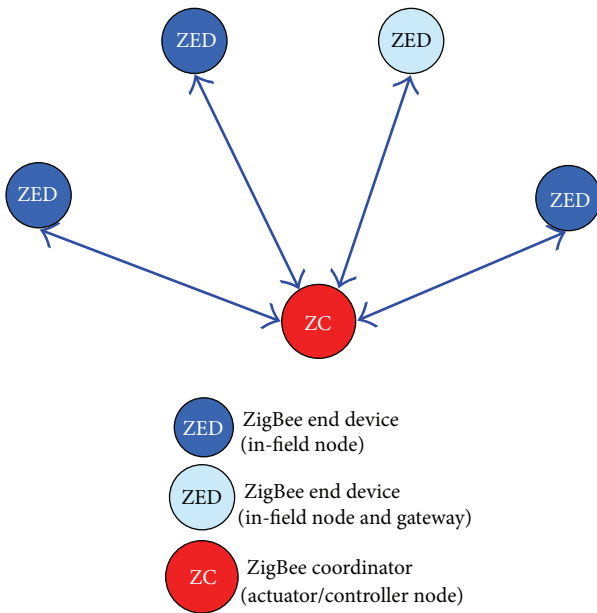 ZED
ZED
ZED
ZED
ZC
ZED
ZigBee end device
(in-field node)
ZED
ZigBee end device
(in-field node and gateway)
ZC
ZigBee coordinator
(actuator/controller node)